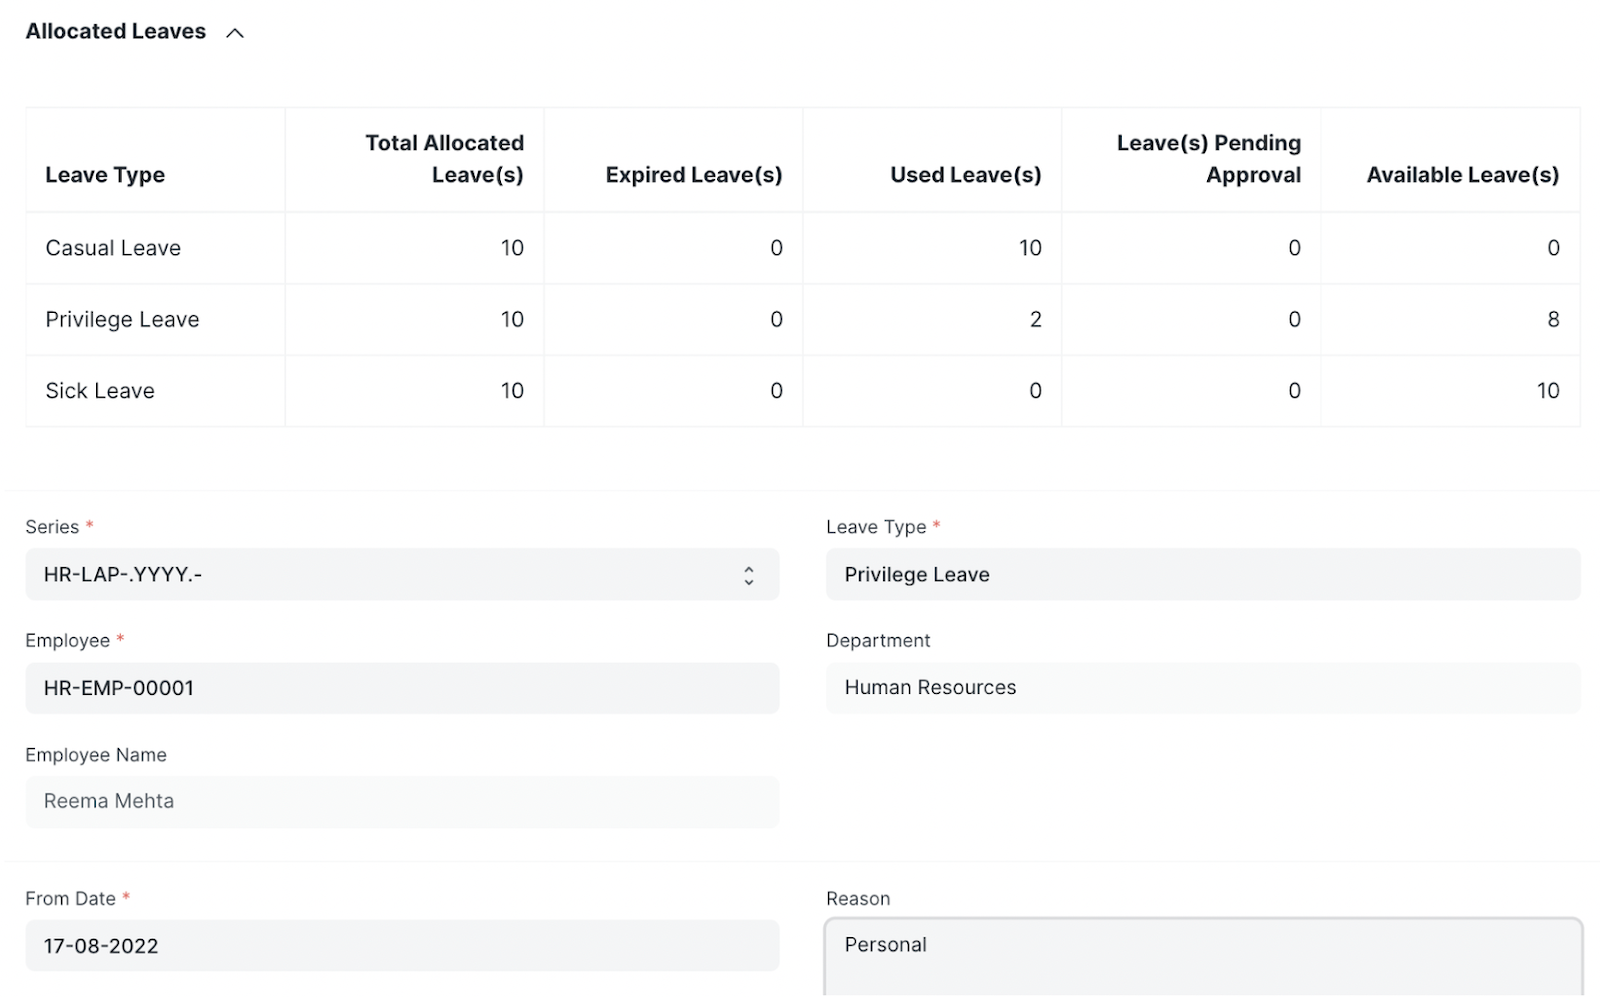 Allocated Leaves
Leave Type Total Allocated Leave(s) Expired Leave(s) Used Leave(s) Leave(s) Pending Approval Available Leave(s)
Casual Leave 10 0 10 0 0
Privilege Leave 10 0 2 0 8
Sick Leave 10 0 0 0 10
Series * Leave Type *
HR-LAP-.YYYY.- Privilege Leave
Employee * Department
HR-EMP-00001 Human Resources
Employee Name
Reema Mehta
From Date * Reason
17-08-2022 Personal